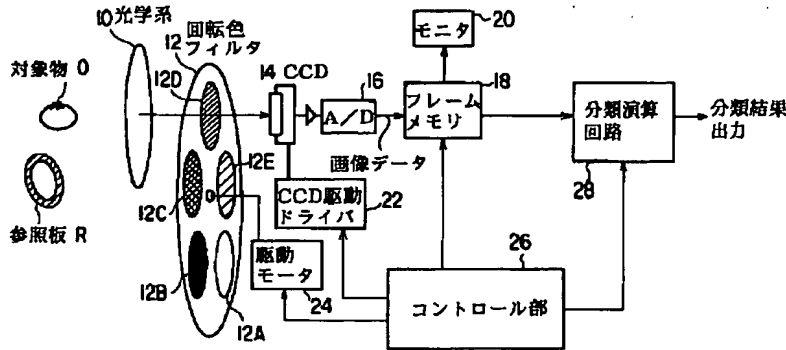 10光学系
12 回転色
フィルタ
12D
対象物 O
参照板 R
12C
12E
12B
12A
14 CCD
16
A/D
画像データ
20
モニタ
18
フレーム
メモリ
分類演算
回路
28
分類結果
出力
CCD駆動
ドライバ
22
駆動
モータ
24
26
コントロール部